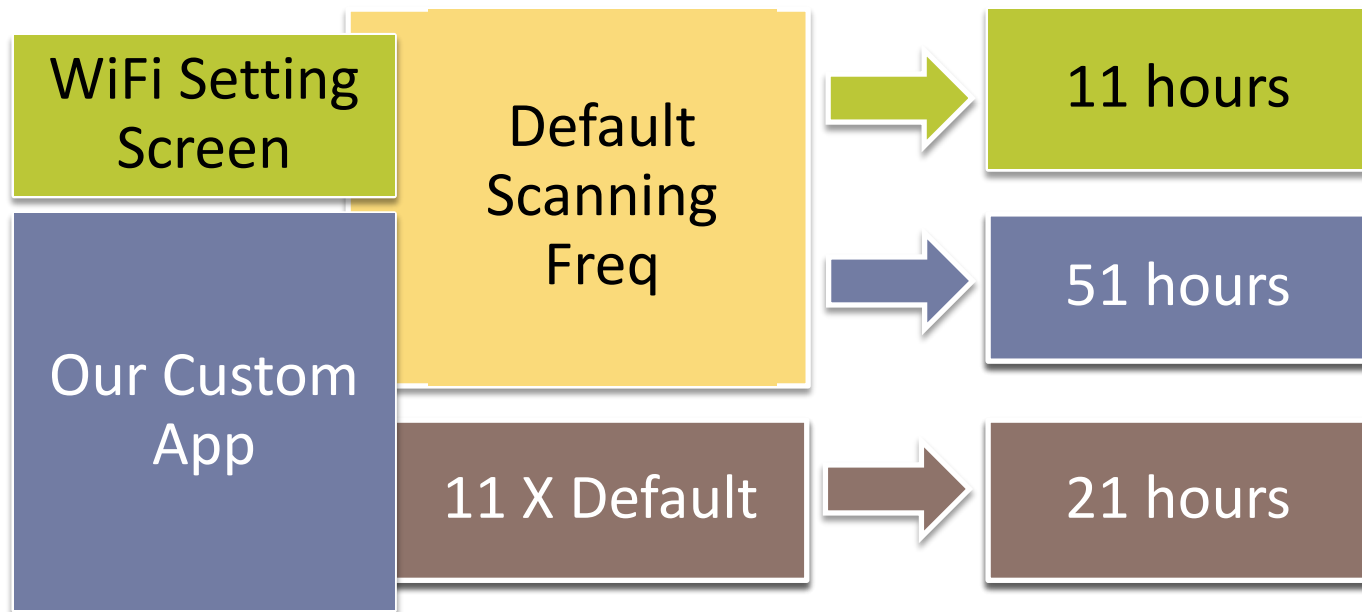 WiFi Setting
Screen
Default
Scanning
Freq
11 hours
51 hours
Our Custom
App
11 X Default
21 hours